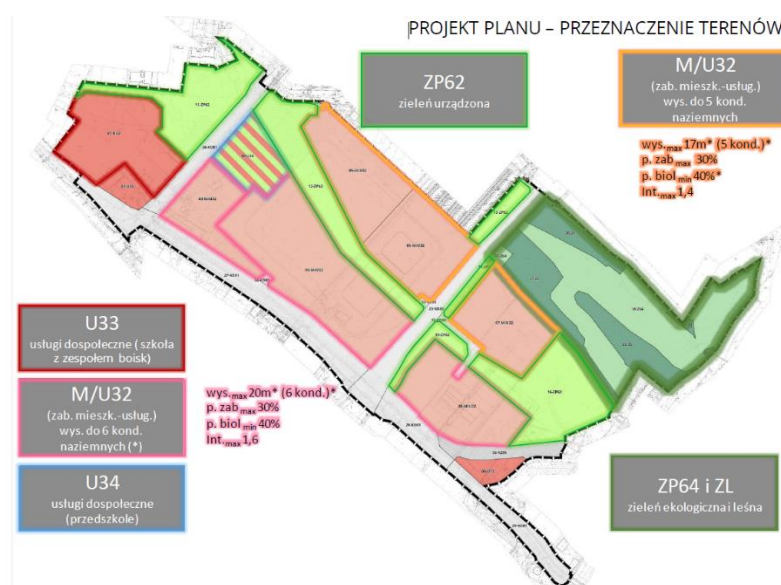 PROJEKT PLANU – PRZEZNACZENIE TERENÓW
ZP62
zieleń urządzona
M/U32
(zab. mieszk.-usług.)
wys. do 5 kond.
naziemnych
wys.max 17m* (5 kond.)*
p. zab max 30%
p. biol min 40%*
Int.max 1,4
U33
usługi dospołeczne ( szkoła
z zespołem boisk)
M/U32
(zab. mieszk.-usług.)
wys. do 6 kond.
naziemnych (*)
wys.max 20m* (6 kond.)*
p. zab max 30%
p. biol min 40%
Int.max 1,6
U34
usługi dospołeczne
(przedszkole)
ZP64 i ZL
zieleń ekologiczna i leśna